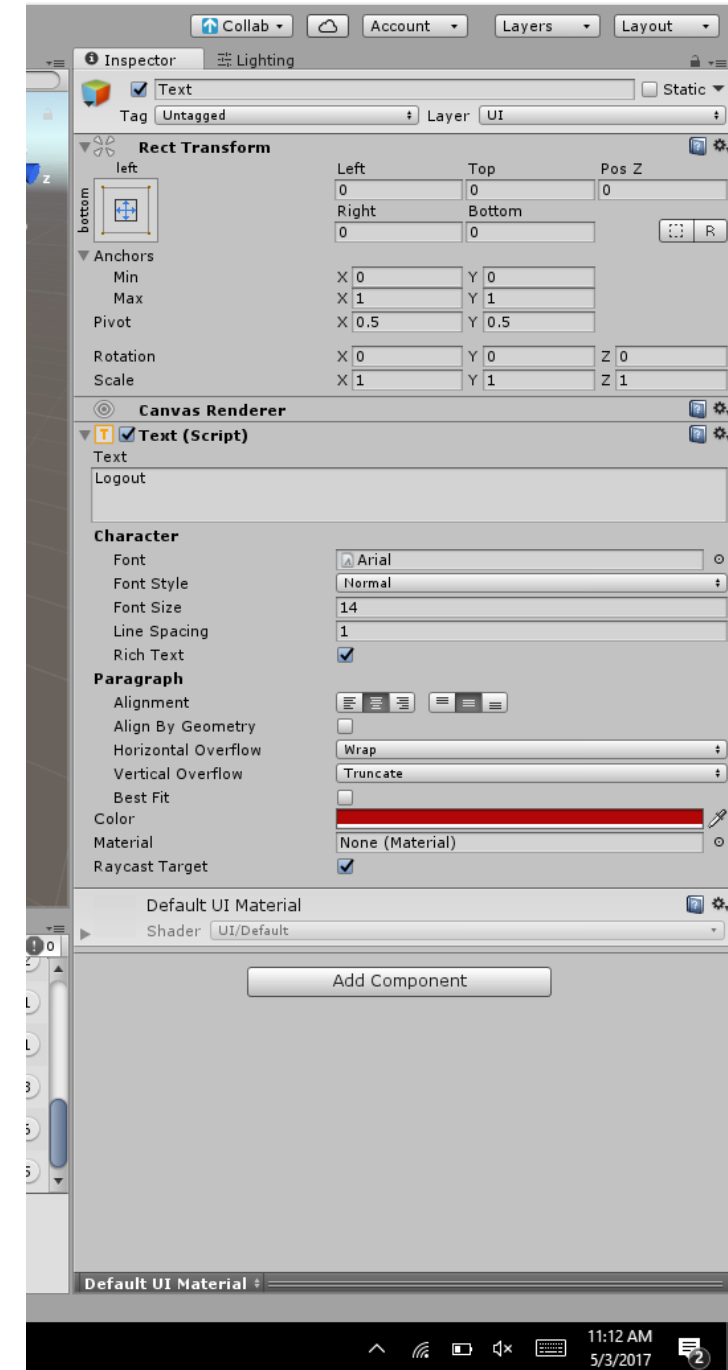 Collab Account Layers Layout
Inspector Lighting
Text Static
Tag Untagged Layer UI
Rect Transform
left Left Top Pos Z
z
bottom
0 0 0
Right Bottom
0 0 R
Anchors
Min X 0 Y 0
Max X 1 Y 1
Pivot X 0.5 Y 0.5
Rotation X 0 Y 0 Z 0
Scale X 1 Y 1 Z 1
Canvas Renderer
T Text (Script)
Text
Logout
Character
Font Arial
Font Style Normal
Font Size 14
Line Spacing 1
Rich Text
Paragraph
Alignment
Align By Geometry
Horizontal Overflow Wrap
Vertical Overflow Truncate
Best Fit
Color
Material None (Material)
Raycast Target
Default UI Material
Shader UI/Default
0
Add Component
Default UI Material
11:12 AM
5/3/2017
2